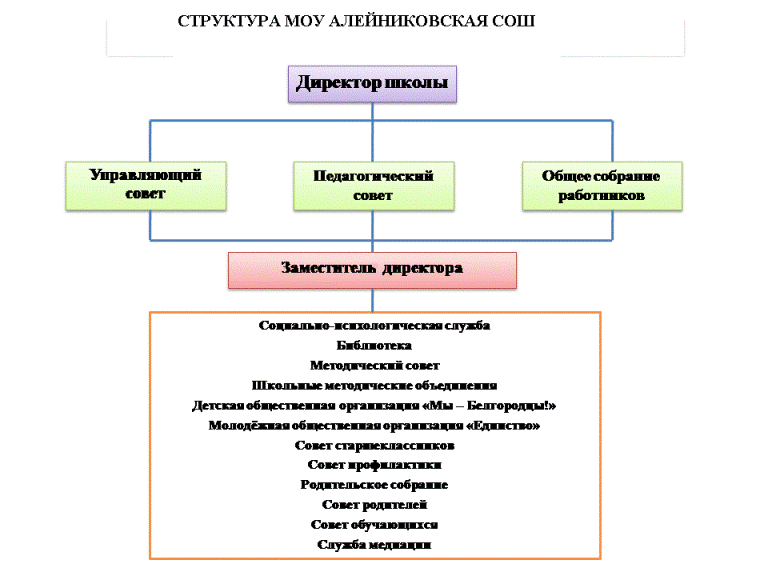 СТРУКТУРА МОУ АЛЕЙНИКОВСКАЯ СОШ
Директор школы
Управляющий
совет
Педагогический
совет
Общее собрание
работников
Заместитель директора
Социально-психологическая служба
Библиотека
Методический совет
Школьные методические объединения
Детская общественная организация «Мы – Белгородцы!»
Молодёжная общественная организация «Единство»
Совет старшеклассников
Совет профилактики
Родительское собрание
Совет родителей
Совет обучающихся
Служба медиации